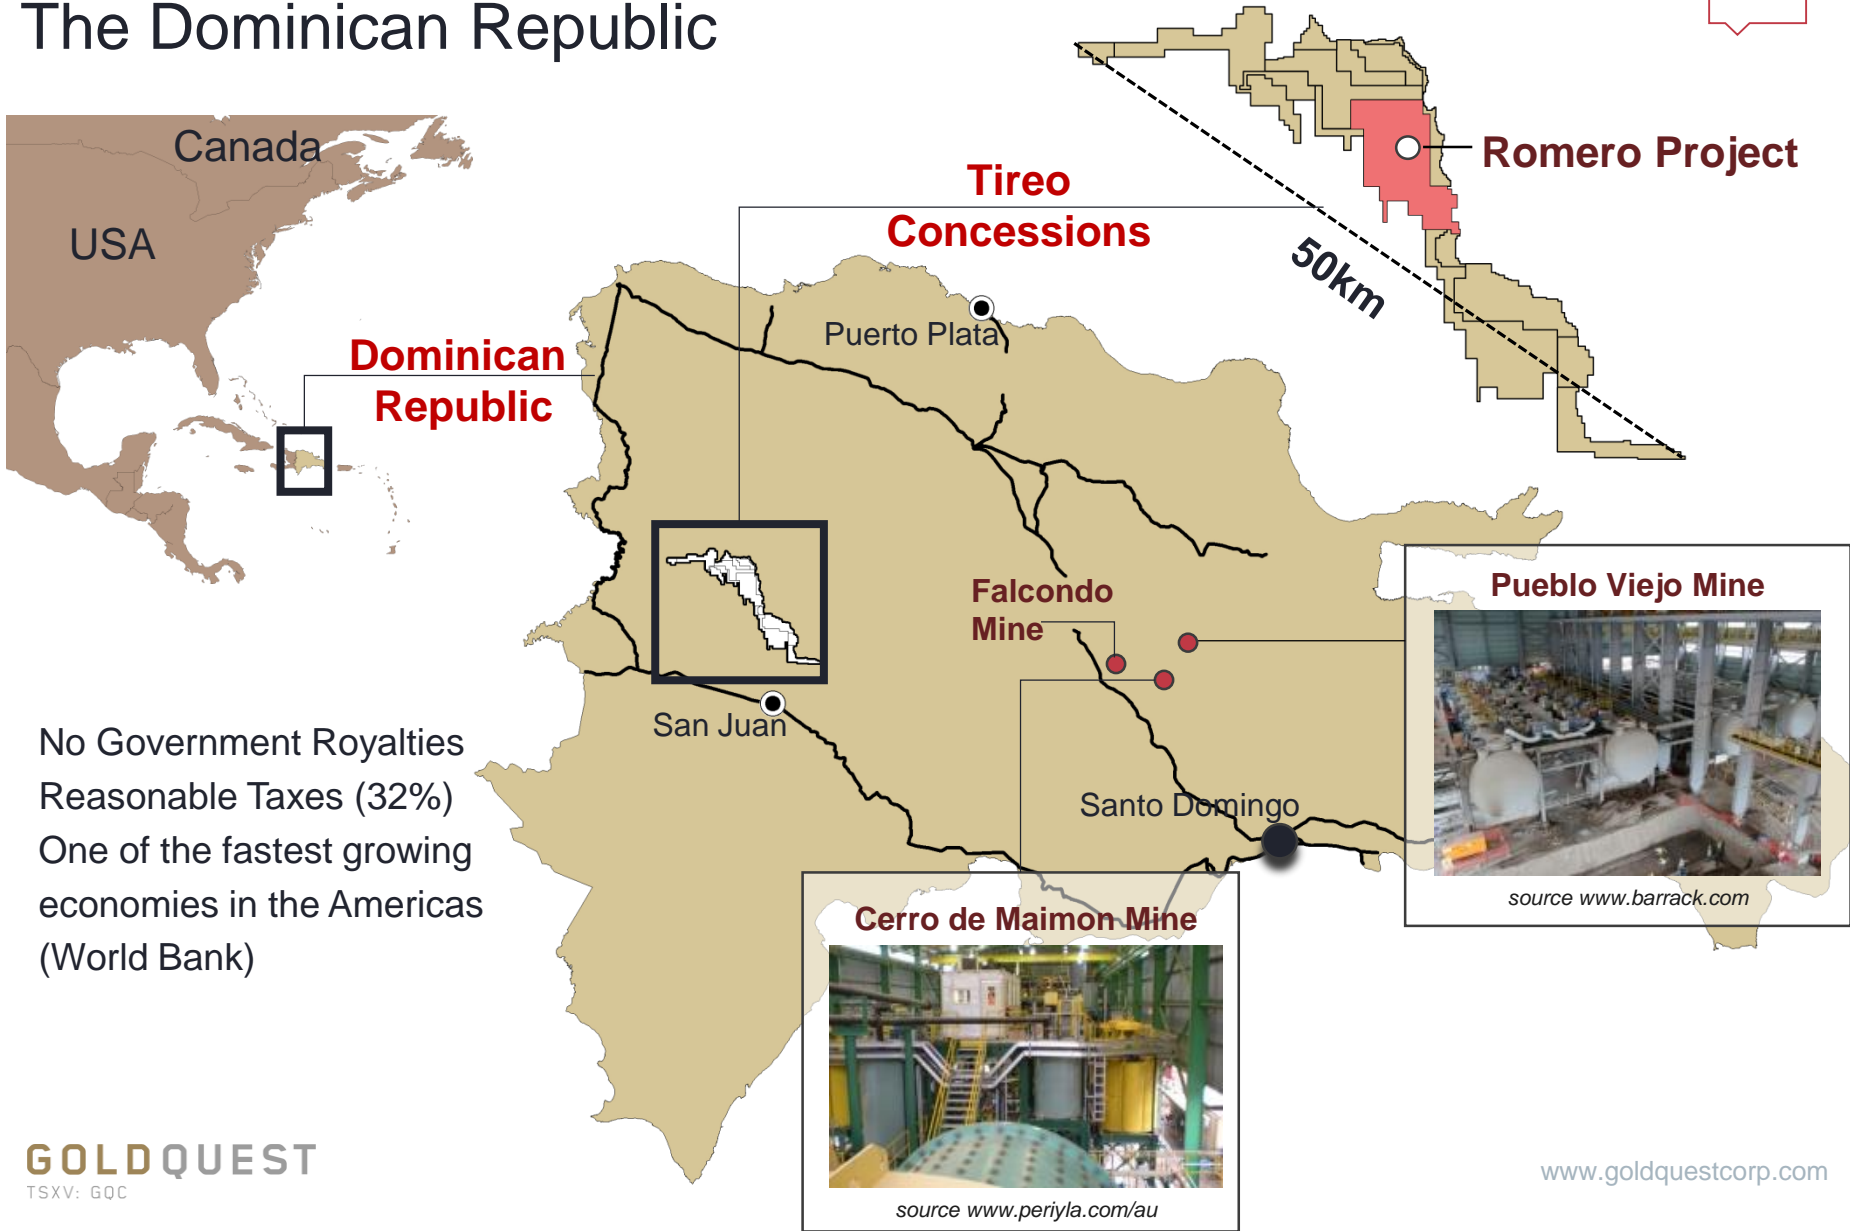 The Dominican Republic
Canada
USA
Dominican
Republic
Tireo
Concessions
Romero Project
50km
Puerto Plata
Falcondo
Mine
Pueblo Viejo Mine
source www.barrack.com
San Juan
Santo Domingo
No Government Royalties
Reasonable Taxes (32%)
One of the fastest growing
economies in the Americas
(World Bank)
Cerro de Maimon Mine
source www.periyla.com/au
GOLDQUEST
TSXV: GQC
www.goldquestcorp.com